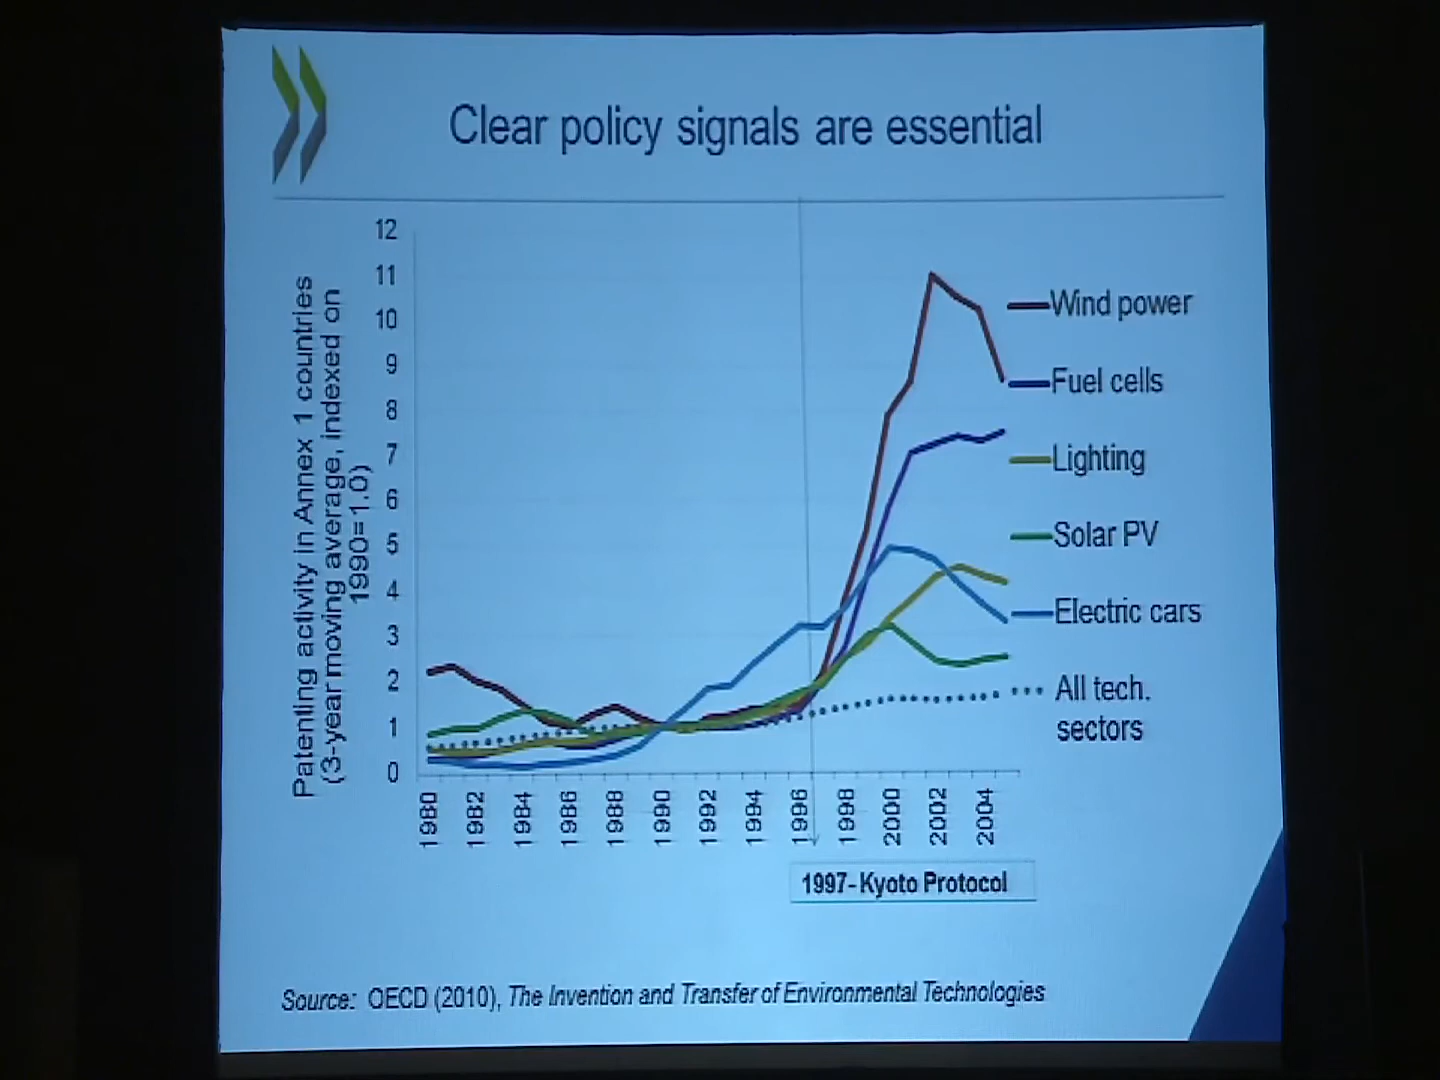 Clear policy signals are essential
Patenting activity in Annex 1 countries
(3-year moving average, indexed on
1990=1.0)
12
11
10
9
8
7
6
5
4
3
2
1
0
Wind power
Fuel cells
Lighting
Solar PV
Electric cars
All tech.
sectors
1980
1982
1984
1986
1988
1990
1992
1994
1996
1998
2000
2002
2004
1997- Kyoto Protocol
Source: OECD (2010), The Invention and Transfer of Environmental Technologies